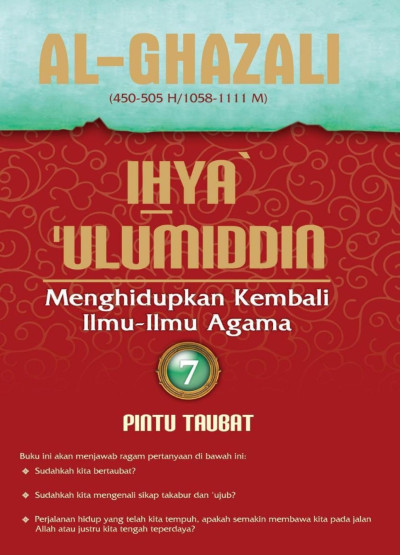 AL-GHAZALI
(450-505 H/1058-1111 M)
IHYA`
'ULUMIDDIN
Menghidupkan Kembali
Ilmu-Ilmu Agama
7
PINTU TAUBAT
Buku ini akan menjawab ragam pertanyaan di bawah ini:
❖ Sudahkah kita bertaubat?
❖ Sudahkah kita mengenali sikap takabur dan 'ujub?
❖ Perjalanan hidup yang telah kita tempuh, apakah semakin membawa kita pada jalan
Allah atau justru kita tengah teperdaya?